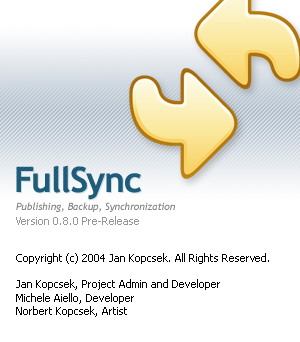 FullSync
Publishing, Backup, Synchronization
Version 0.8.0 Pre-Release
Copyright (c) 2004 Jan Kopcsek. All Rights Reserved.
Jan Kopcsek, Project Admin and Developer
Michele Aiello, Developer
Norbert Kopcsek, Artist